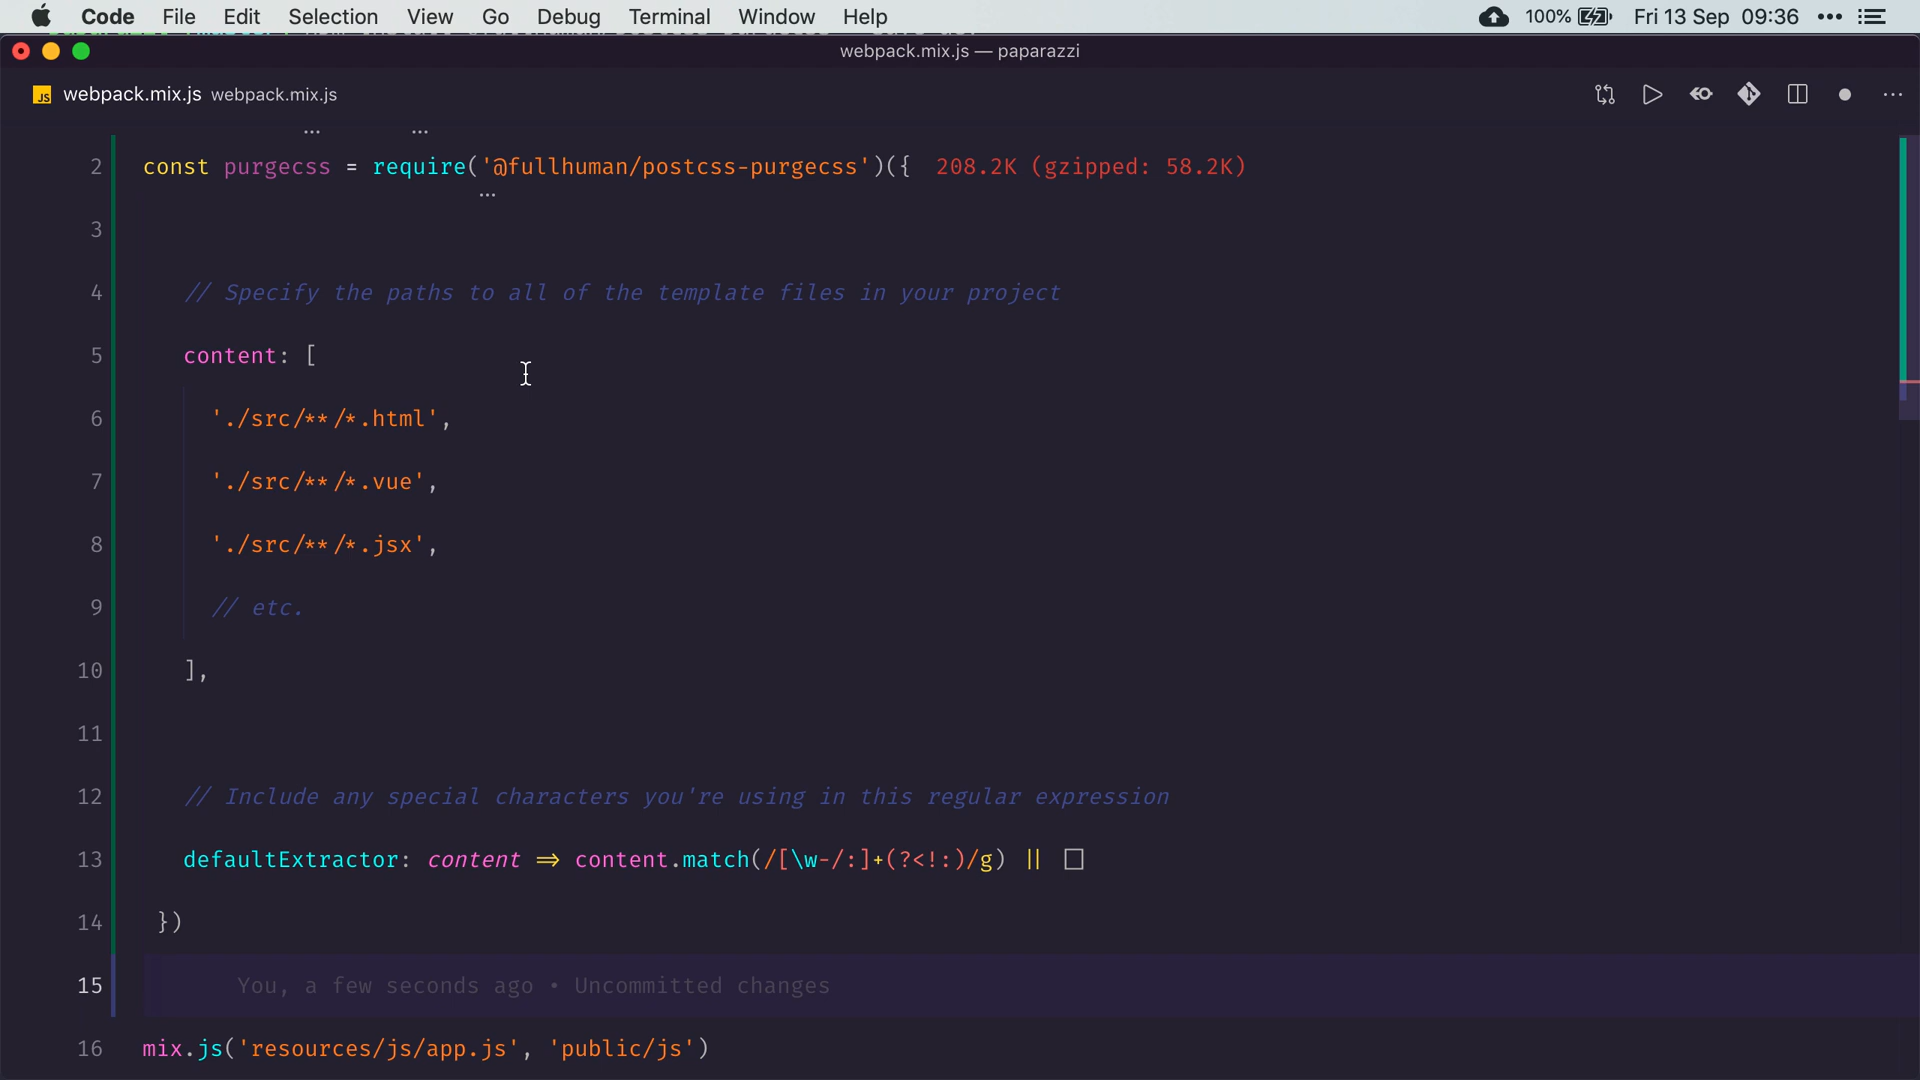 Code File Edit Selection View Go Debug Terminal Window Help 100% Fri 13 Sep 09:36
webpack.mix.js — paparazzi
JS webpack.mix.js webpack.mix.js
2 const purgecss = require('@fullhuman/postcss-purgecss')({ 208.2K (gzipped: 58.2K)
3
4 // Specify the paths to all of the template files in your project
5 content: [
6 './src/**/*.html',
7 './src/**/*.vue',
8 './src/**/*.jsx',
9 // etc.
10 ],
11
12 // Include any special characters you're using in this regular expression
13 defaultExtractor: content => content.match(/[\w-/:]+(?<!:)/g) || []
14 })
15 You, a few seconds ago • Uncommitted changes
16 mix.js('resources/js/app.js', 'public/js')